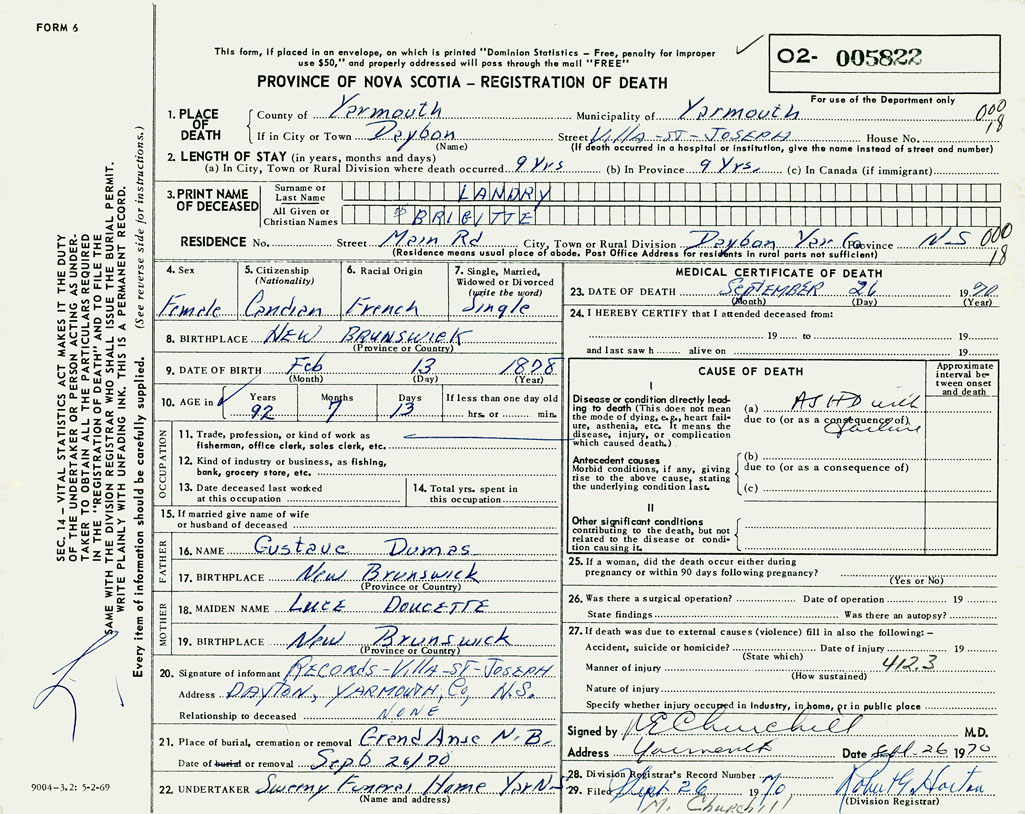 FORM 6
This form, if placed in an envelope, on which is printed "Dominion Statistics – Free, penalty for improper
use $50," and properly addressed will pass through the mail "FREE"
O2- 005822
For use of the Department only
PROVINCE OF NOVA SCOTIA – REGISTRATION OF DEATH
1. PLACE OF DEATH
County of Yarmouth Municipality of Yarmouth 000
If in City or Town Dayton Street VILLA-ST-JOSEPH House No. 18
(Name) (If death occurred in a hospital or institution, give the name instead of street and number)
2. LENGTH OF STAY (in years, months and days)
(a) In City, Town or Rural Division where death occurred 9 Yrs (b) In Province 9 Yrs. (c) In Canada (if immigrant)
3. PRINT NAME OF DECEASED
Surname or Last Name LANDRY
All Given or Christian Names BRIGITTE
RESIDENCE No. Street Main Rd City, Town or Rural Division Dayton Yar Co Province N S 000
(Residence means usual place of abode. Post Office Address for residents in rural parts not sufficient) 18
4. Sex Female
5. Citizenship (Nationality) Candian
6. Racial Origin French
7. Single, Married, Widowed or Divorced (write the word) Single
8. BIRTHPLACE NEW BRUNSWICK
(Province or Country)
9. DATE OF BIRTH Feb 13 1878
(Month) (Day) (Year)
10. AGE in Years 92 Months 7 Days 13 If less than one day old
hrs. or min.
OCCUPATION
11. Trade, profession, or kind of work as
fisherman, office clerk, sales clerk, etc.
12. Kind of industry or business, as fishing,
bank, grocery store, etc.
13. Date deceased last worked
at this occupation
14. Total yrs. spent in
this occupation
15. If married give name of wife
or husband of deceased
FATHER
16. NAME Gustave Dumas
17. BIRTHPLACE New Brunswick
(Province or Country)
MOTHER
18. MAIDEN NAME LUCE DOUCETTE
19. BIRTHPLACE New Brunswick
(Province or Country)
20. Signature of informant RECORDS-VILLA-ST-JOSEPH
Address DAYTON, YARMOUTH, Co, N.S.
Relationship to deceased NONE
21. Place of burial, cremation or removal Grand Anse N.B.
Date of burial or removal Sept 26/70
22. UNDERTAKER Sweeny Funeral Home Yar N-S
(Name and address)
MEDICAL CERTIFICATE OF DEATH
23. DATE OF DEATH SEPTEMBER 26 1970
(Month) (Day) (Year)
24. I HEREBY CERTIFY that I attended deceased from:
19 to 19
and last saw h alive on 19
CAUSE OF DEATH
Approximate interval between onset and death
I
Disease or condition directly leading
to death (This does not mean
the mode of dying, e.g., heart failure,
asthenia, etc. It means the
disease, injury, or complication
which caused death.)
(a) ASHD with
due to (or as a consequence of)
failure
Antecedent causes
Morbid conditions, if any, giving
rise to the above cause, stating
the underlying condition last.
(b)
due to (or as a consequence of)
(c)
II
Other significant conditions
contributing to the death, but not
related to the disease or condition
causing it.
25. If a woman, did the death occur either during
pregnancy or within 90 days following pregnancy?
(Yes or No)
26. Was there a surgical operation? Date of operation 19
State findings Was there an autopsy?
27. If death was due to external causes (violence) fill in also the following:–
Accident, suicide or homicide? Date of injury 19
(State which)
Manner of injury 412.3
(How sustained)
Nature of injury
Specify whether injury occured in industry, in home, or in public place
Signed by Churchill M.D.
Address Yarmouth Date Sept. 26 1970
28. Division Registrar's Record Number
29. Filed Sept 26 1970 Robert G. Horton
M. Churchill (Division Registrar)
SEC. 14 – VITAL STATISTICS ACT MAKES IT THE DUTY
OF THE UNDERTAKER OR PERSON ACTING AS UNDERTAKER
TO OBTAIN ALL THE PARTICULARS REQUIRED
IN THE "REGISTRATION OF DEATH" AND TO FILE THE
SAME WITH THE DIVISION REGISTRAR WHO SHALL ISSUE THE BURIAL PERMIT.
WRITE PLAINLY WITH UNFADING INK. THIS IS A PERMANENT RECORD.
Every item of information should be carefully supplied. (See reverse side for instructions.)
9004-3.2: 5-2-69